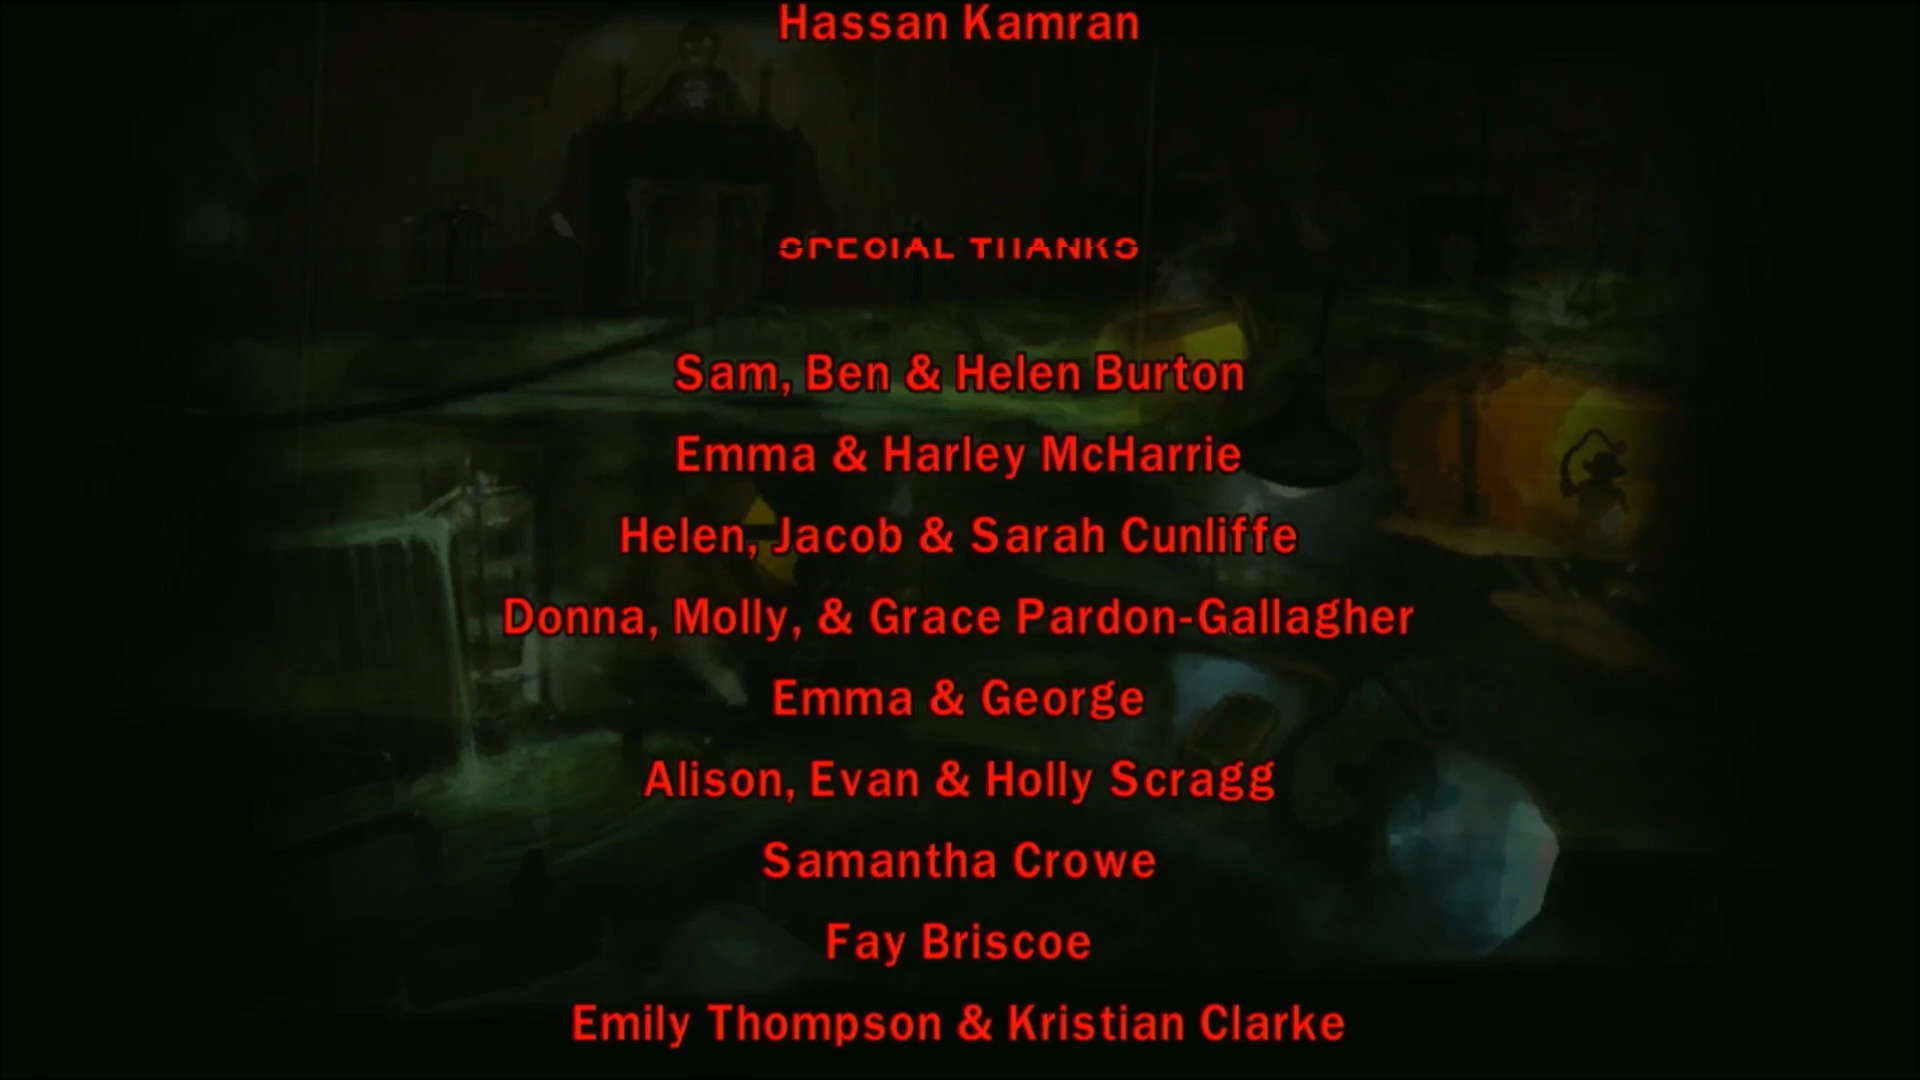 Hassan Kamran
SPECIAL THANKS
Sam, Ben & Helen Burton
Emma & Harley McHarrie
Helen, Jacob & Sarah Cunliffe
Donna, Molly, & Grace Pardon-Gallagher
Emma & George
Alison, Evan & Holly Scragg
Samantha Crowe
Fay Briscoe
Emily Thompson & Kristian Clarke